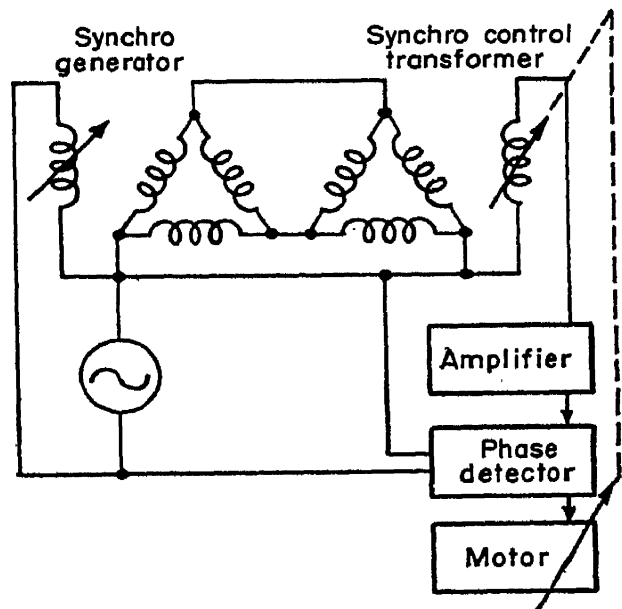 Synchro
generator
Synchro control
transformer
Amplifier
Phase
detector
Motor